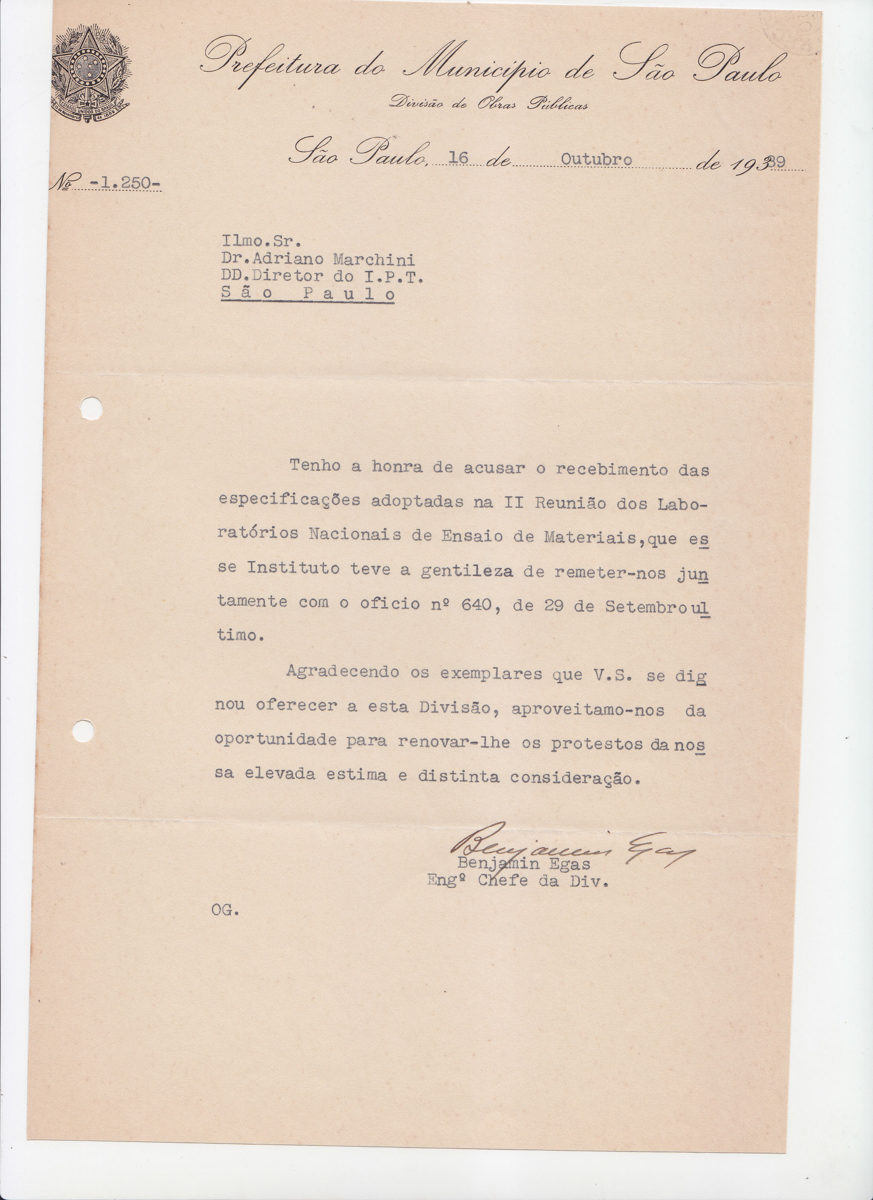 Prefeitura do Municipio de São Paulo
Divisão de Obras Públicas
São Paulo, 16 de Outubro de 1939
Nº -1.250-
Ilmo.Sr.
Dr.Adriano Marchini
DD.Diretor do I.P.T.
São Paulo
Tenho a honra de acusar o recebimento das
especificações adoptadas na II Reunião dos Labo-
ratórios Nacionais de Ensaio de Materiais,que es
se Instituto teve a gentileza de remeter-nos jun
tamente com o oficio nº 640, de 29 de Setembro ul
timo.
Agradecendo os exemplares que V.S. se dig
nou oferecer a esta Divisão, aproveitamo-nos da
oportunidade para renovar-lhe os protestos da nos
sa elevada estima e distinta consideração.
Benjamin Egas
Benjamin Egas
Engº Chefe da Div.
OG.